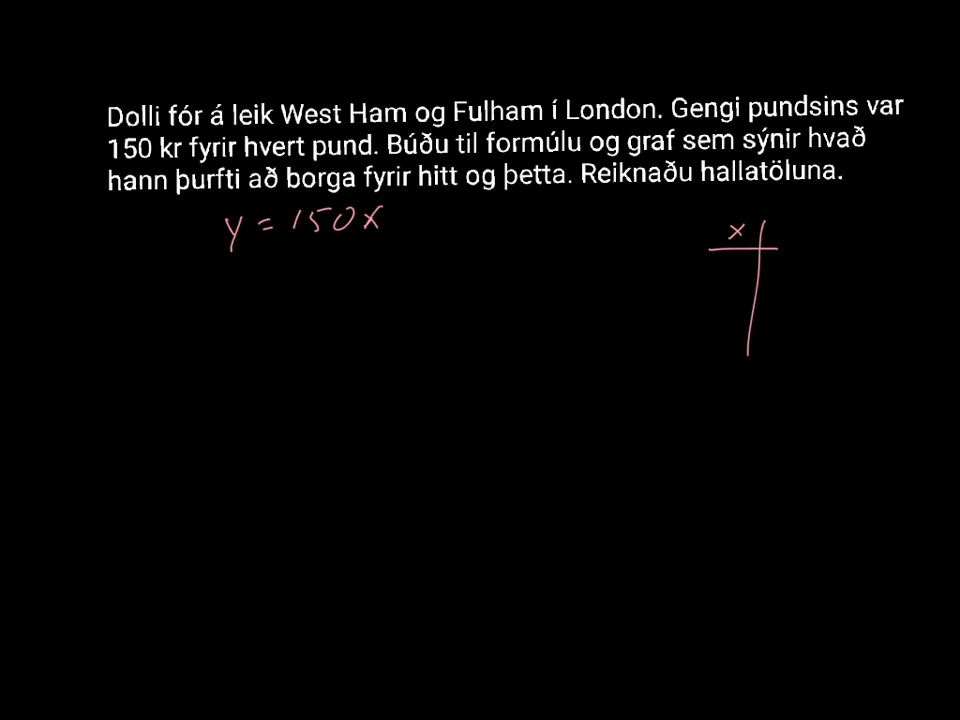 Dolli fór á leik West Ham og Fulham í London. Gengi pundsins var
150 kr fyrir hvert pund. Búðu til formúlu og graf sem sýnir hvað
hann þurfti að borga fyrir hitt og þetta. Reiknaðu hallatöluna.
y = 150x
x